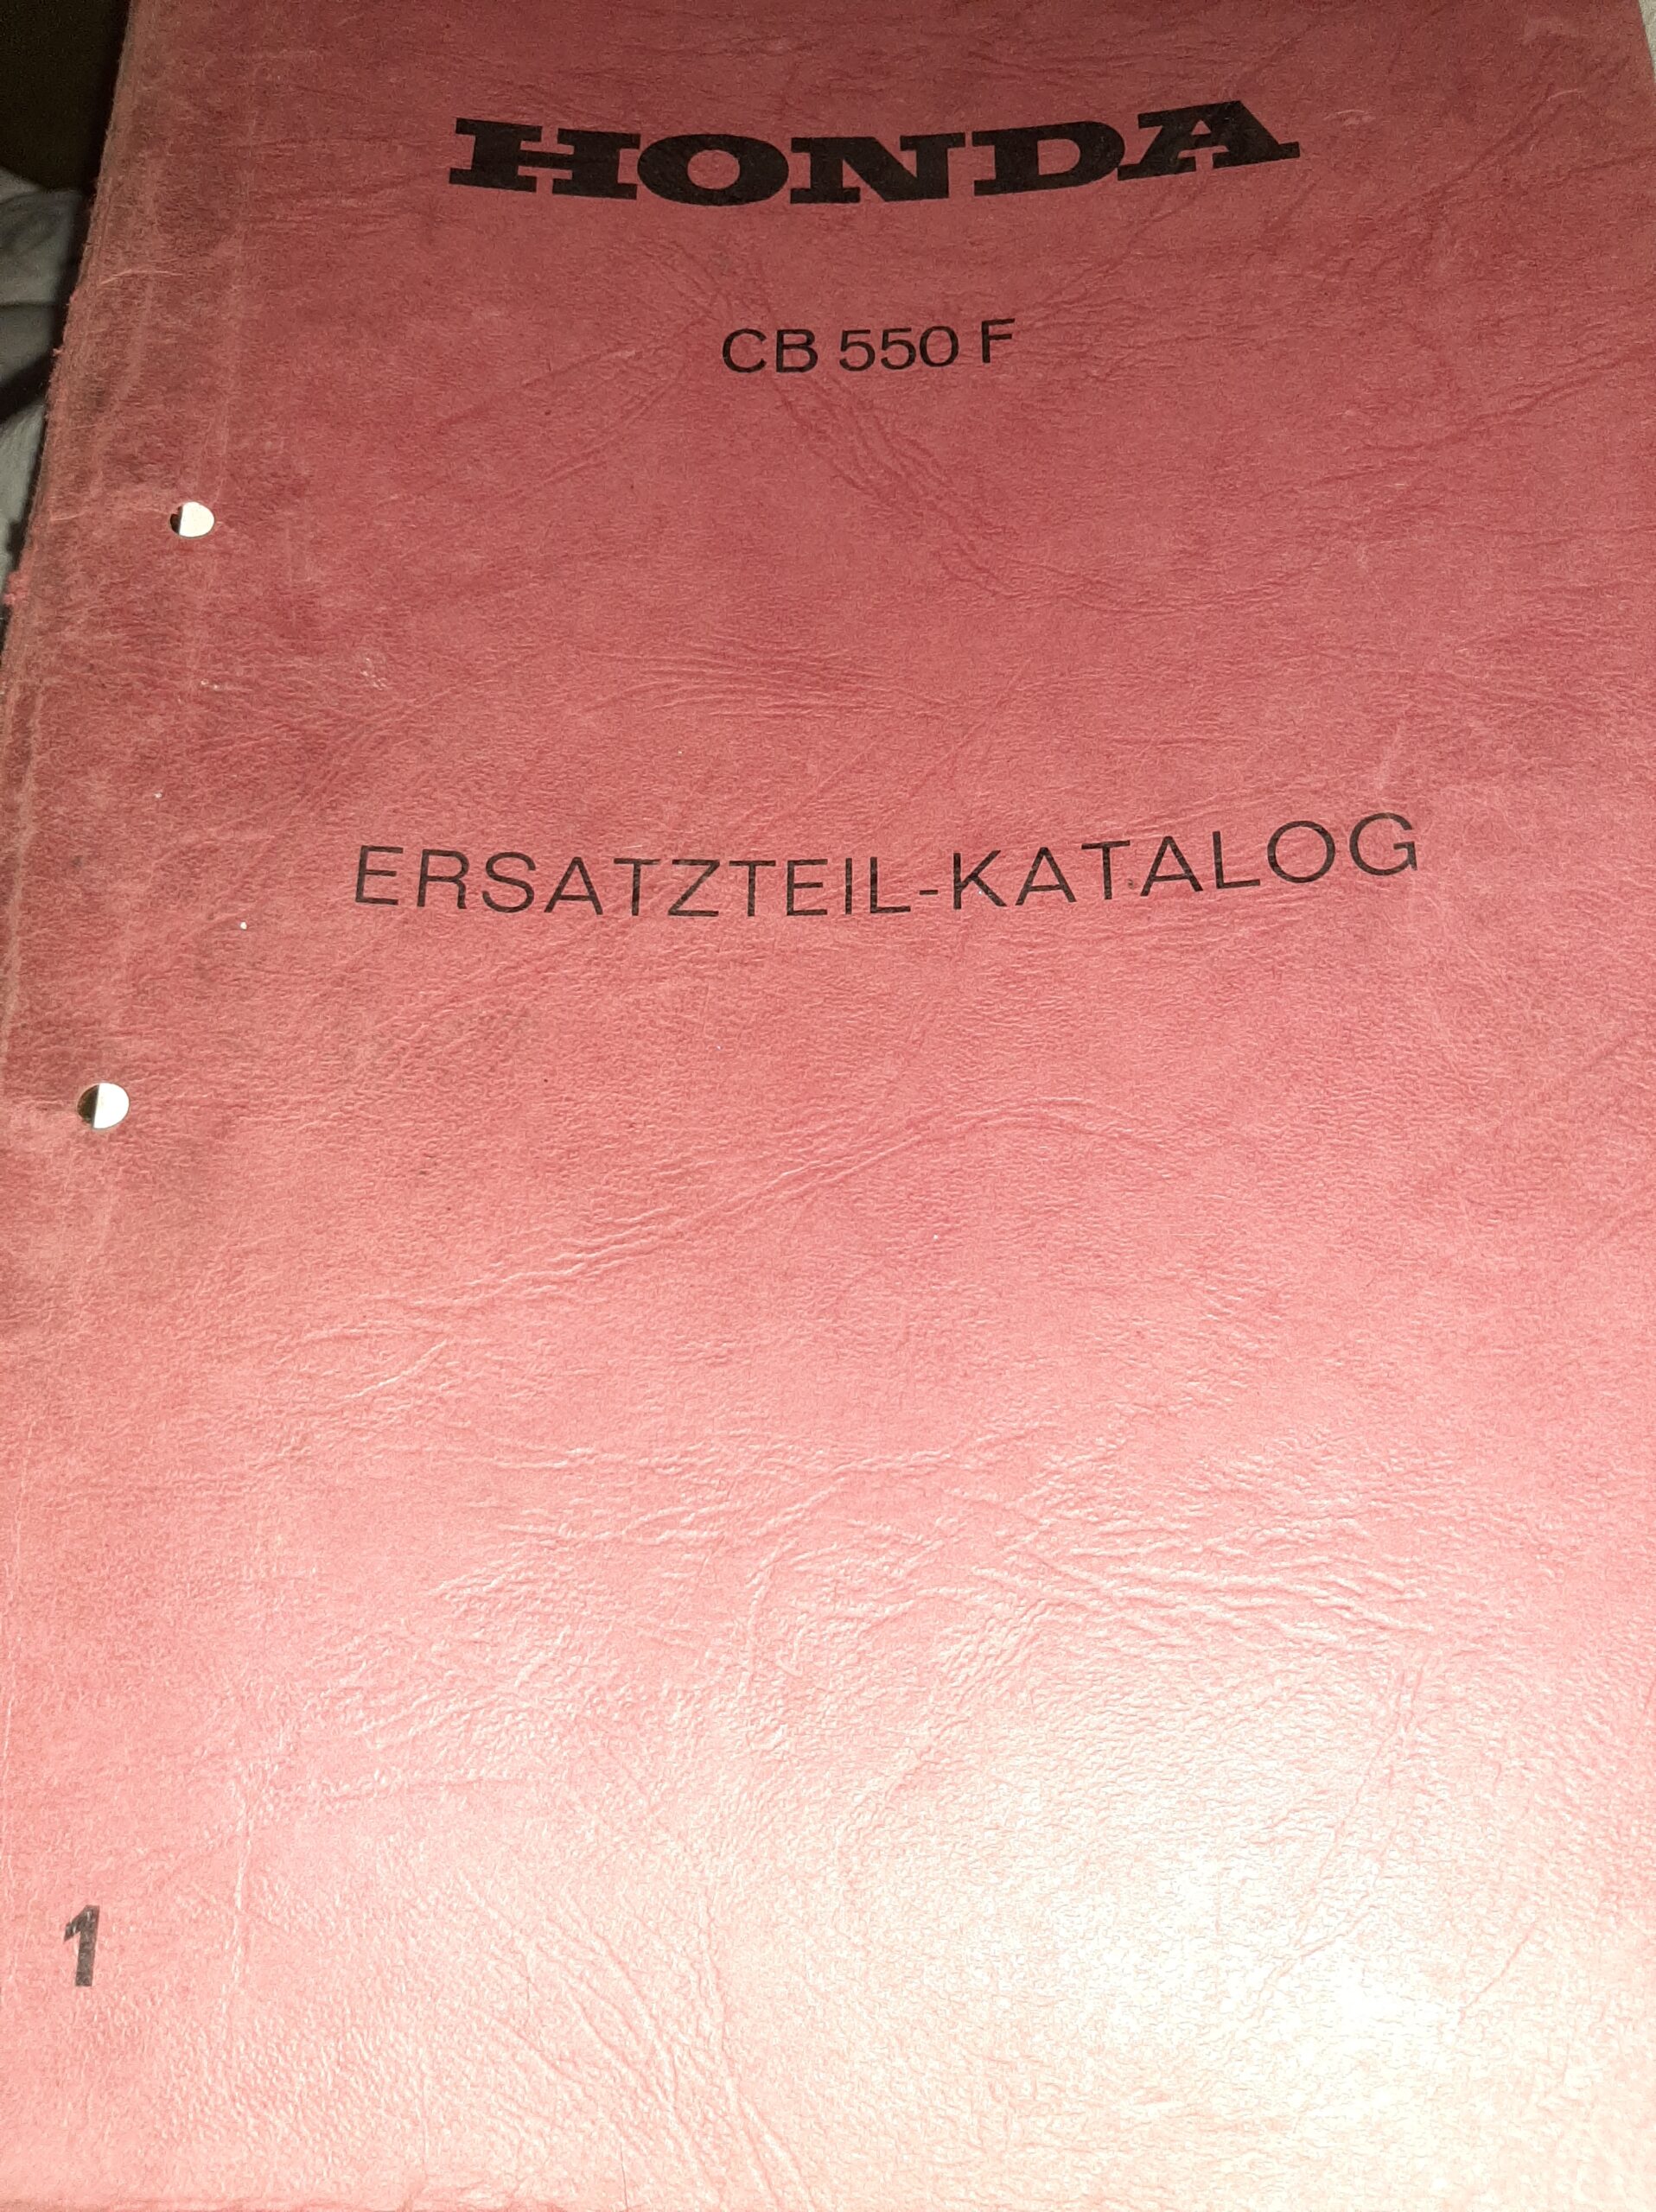 HONDA
CB 550 F
ERSATZTEIL-KATALOG
1